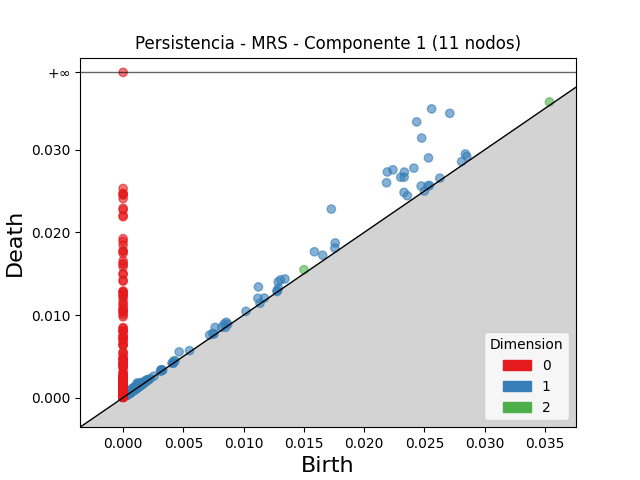 Persistencia - MRS - Componente 1 (11 nodos)
+∞
0.030
0.020
0.010
0.000
Death
Dimension
0
1
2
0.000 0.005 0.010 0.015 0.020 0.025 0.030 0.035
Birth